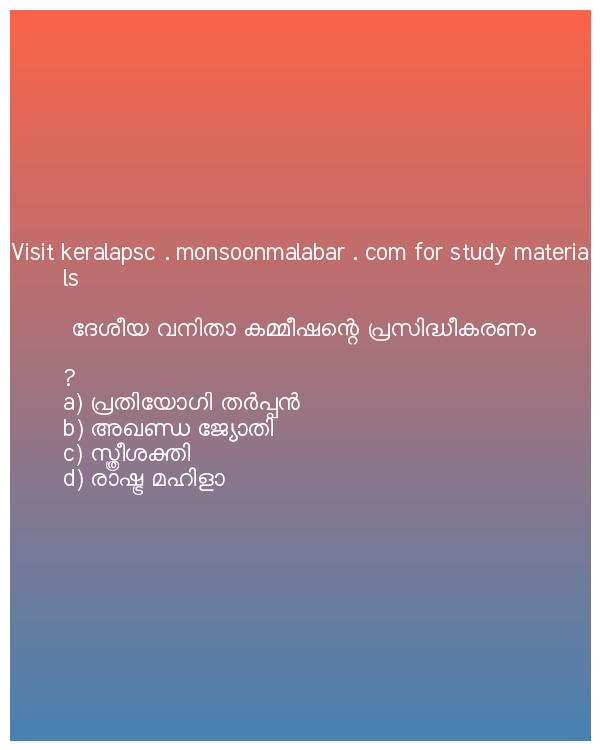 Visit keralapsc . monsoonmalabar . com for study materia
ls
ദേശീയ വനിതാ കമ്മീഷന്റെ പ്രസിദ്ധീകരണം
?
a) പ്രതിയോഗി തർപ്പൻ
b) അഖണ്ഡ ജ്യോതി
c) സ്ത്രീശക്തി
d) രാഷ്ട്ര മഹിളാ